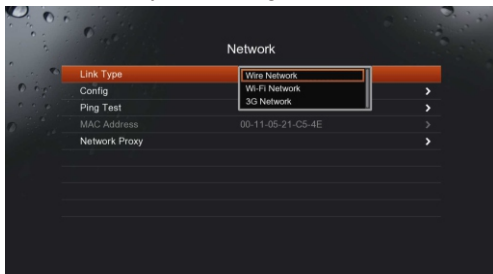 Network
Link Type
Wire Network
Config
Wi-Fi Network
3G Network
Ping Test
MAC Address 00-11-05-21-C5-4E
Network Proxy